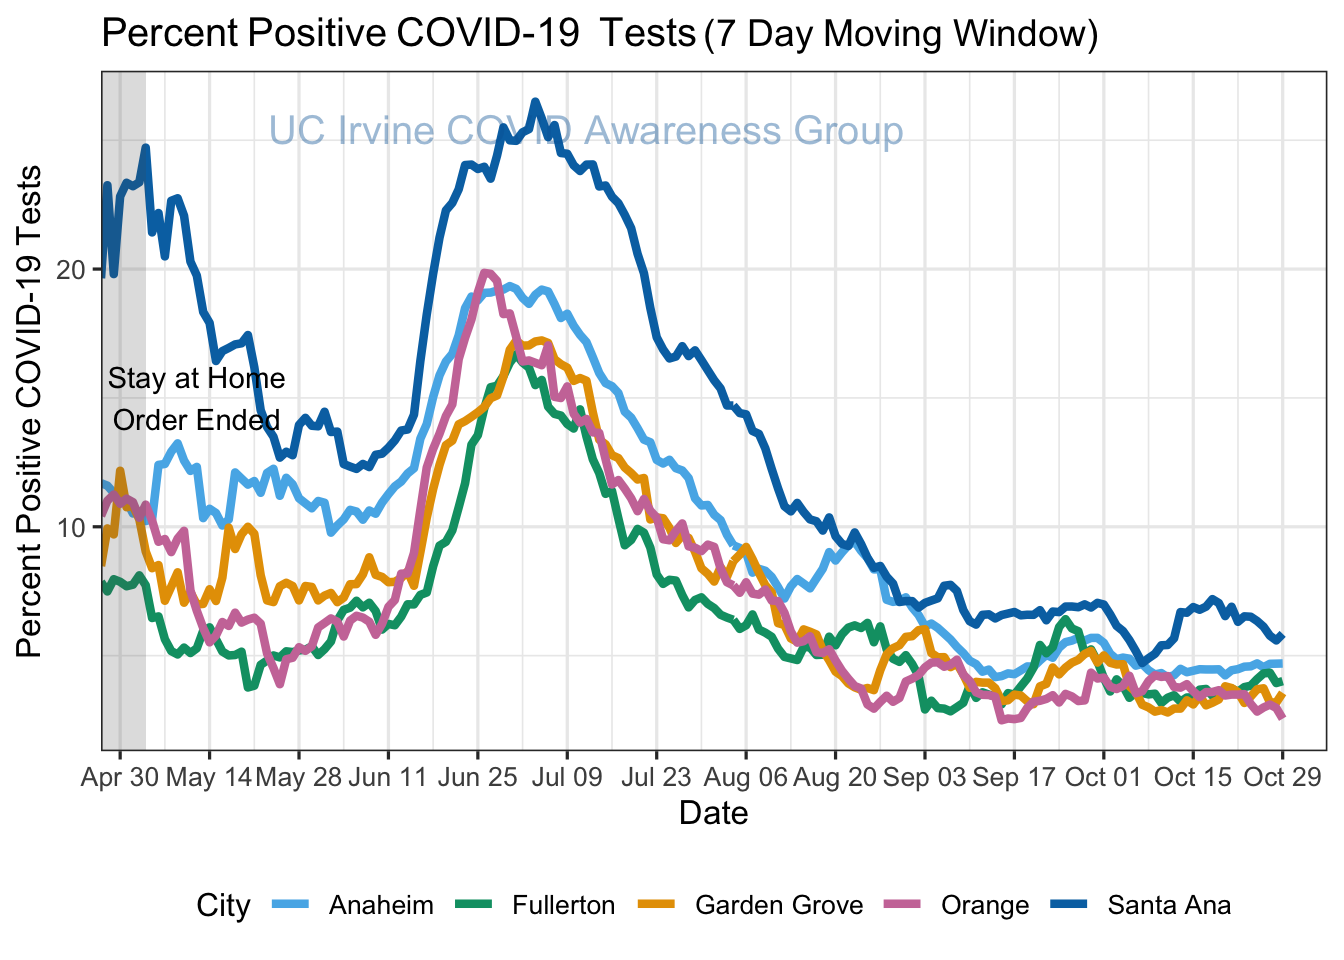 Percent Positive COVID-19 Tests (7 Day Moving Window)
UC Irvine COVID Awareness Group
Percent Positive COVID-19 Tests
20
10
Stay at Home
Order Ended
Apr 30 May 14 May 28 Jun 11 Jun 25 Jul 09 Jul 23 Aug 06 Aug 20 Sep 03 Sep 17 Oct 01 Oct 15 Oct 29
Date
City Anaheim Fullerton Garden Grove Orange Santa Ana